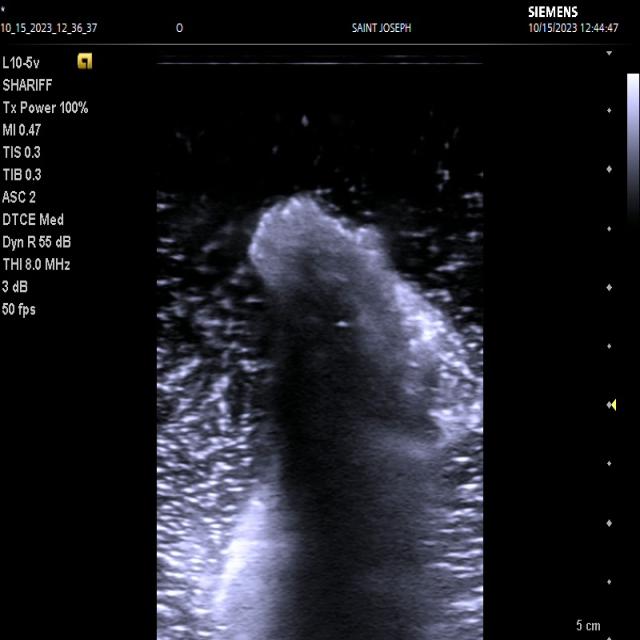 SIEMENS
10_15_2023_12_36_37 O SAINT JOSEPH 10/15/2023 12:44:47
L10-5v
SHARIFF
Tx Power 100%
MI 0.47
TIS 0.3
TIB 0.3
ASC 2
DTCE Med
Dyn R 55 dB
THI 8.0 MHz
3 dB
50 fps
5 cm